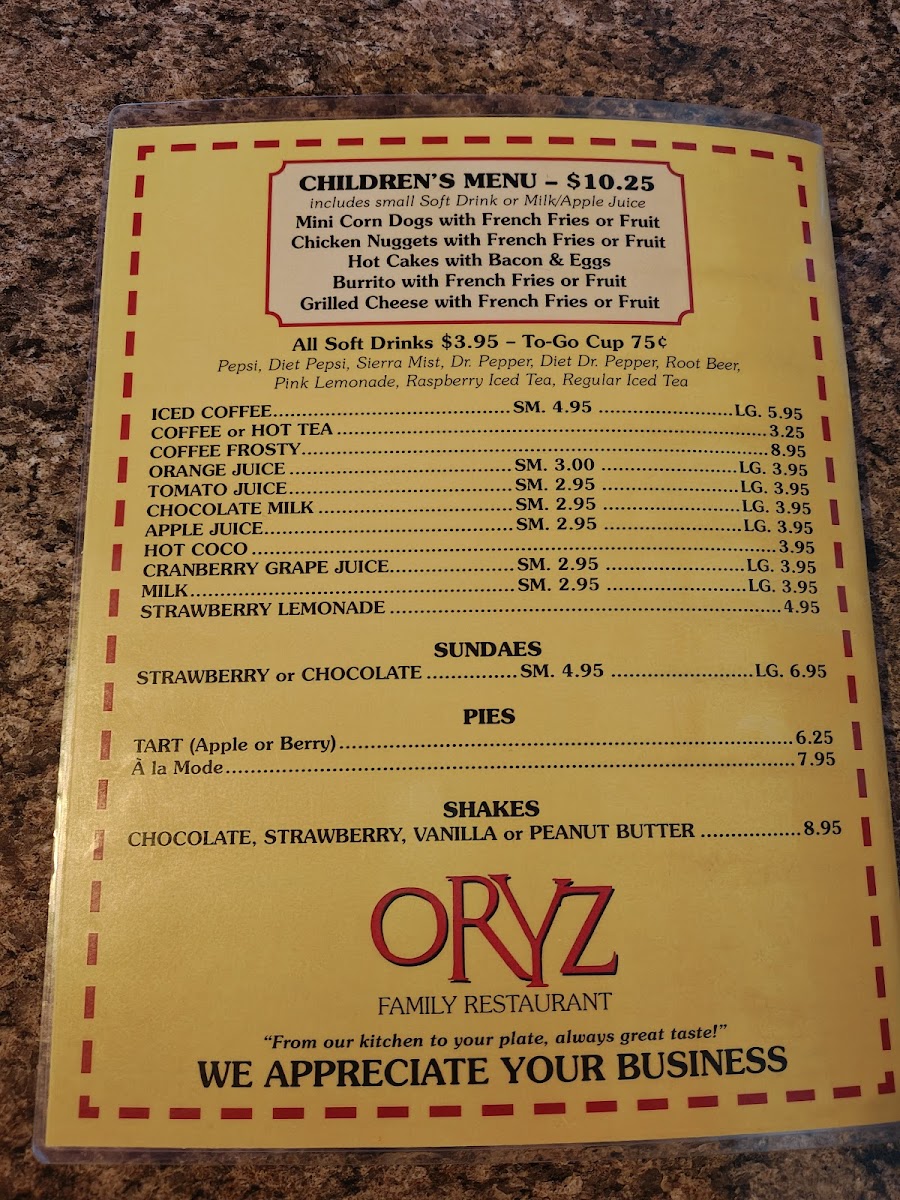 CHILDREN'S MENU – $10.25
includes small Soft Drink or Milk/Apple Juice
Mini Corn Dogs with French Fries or Fruit
Chicken Nuggets with French Fries or Fruit
Hot Cakes with Bacon & Eggs
Burrito with French Fries or Fruit
Grilled Cheese with French Fries or Fruit
All Soft Drinks $3.95 – To-Go Cup 75¢
Pepsi, Diet Pepsi, Sierra Mist, Dr. Pepper, Diet Dr. Pepper, Root Beer,
Pink Lemonade, Raspberry Iced Tea, Regular Iced Tea
ICED COFFEE........SM. 4.95 ........LG. 5.95
COFFEE or HOT TEA ........3.25
COFFEE FROSTY........8.95
ORANGE JUICE ........SM. 3.00 ........LG. 3.95
TOMATO JUICE........SM. 2.95 ........LG. 3.95
CHOCOLATE MILK ........SM. 2.95 ........LG. 3.95
APPLE JUICE........SM. 2.95 ........LG. 3.95
HOT COCO ........3.95
CRANBERRY GRAPE JUICE........SM. 2.95 ........LG. 3.95
MILK........SM. 2.95 ........LG. 3.95
STRAWBERRY LEMONADE ........4.95
SUNDAES
STRAWBERRY or CHOCOLATE ........SM. 4.95 ........LG. 6.95
PIES
TART (Apple or Berry)........6.25
À la Mode........7.95
SHAKES
CHOCOLATE, STRAWBERRY, VANILLA or PEANUT BUTTER ........8.95
ORYZ
FAMILY RESTAURANT
"From our kitchen to your plate, always great taste!"
WE APPRECIATE YOUR BUSINESS